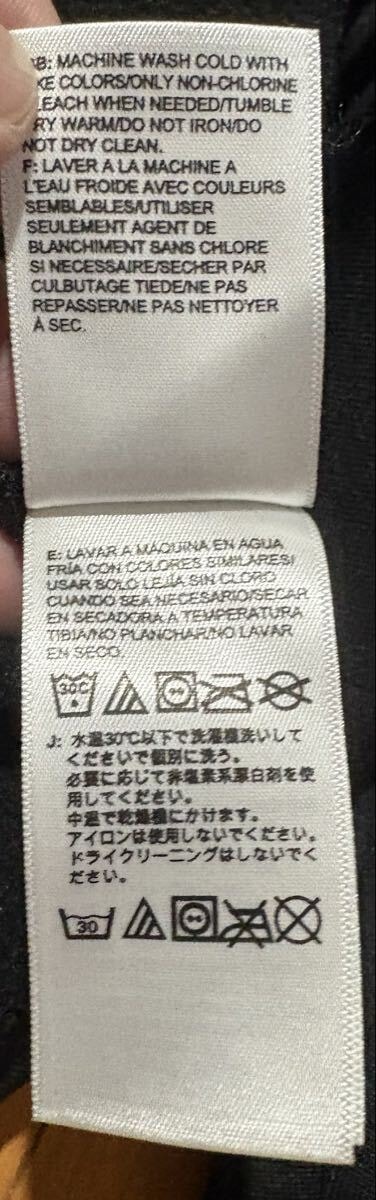 GB: MACHINE WASH COLD WITH
COLORS/ONLY NON-CHLORINE
WHEN NEEDED/TUMBLE
WARM/DO NOT IRON/DO
NOT DRY CLEAN.
F: LAVER A LA MACHINE A
L'EAU FROIDE AVEC COULEURS
SEMBLABLES/UTILISER
SEULEMENT AGENT DE
BLANCHIMENT SANS CHLORE
SI NECESSAIRE/SECHER PAR
CULBUTAGE TIEDE/NE PAS
REPASSER/NE PAS NETTOYER
À SEC.
E: LAVAR A MAQUINA EN AGUA
FRÍA CON COLORES SIMILARES/
USAR SOLO LEJÍA SIN CLORO
CUANDO SEA NECESARIO/SECAR
EN SECADORA A TEMPERATURA
TIBIA/NO PLANCHAR/NO LAVAR
EN SECO.
30°C
J: 水温30℃以下で洗濯機洗いして
くださいで個別に洗う。
必要に応じて非塩素系漂白剤を使
用してください。
中温で乾燥機にかけます。
アイロンは使用しないでください。
ドライクリーニングはしないでく
ださい。
30